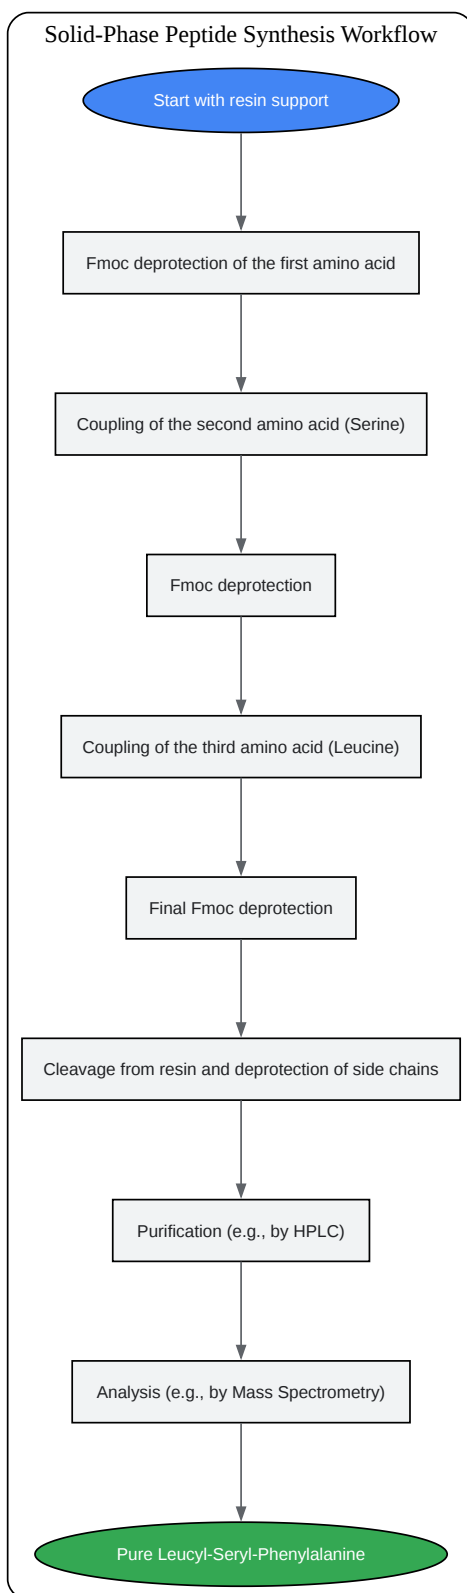 Solid-Phase Peptide Synthesis Workflow
Start with resin support
Fmoc deprotection of the first amino acid
Coupling of the second amino acid (Serine)
Fmoc deprotection
Coupling of the third amino acid (Leucine)
Final Fmoc deprotection
Cleavage from resin and deprotection of side chains
Purification (e.g., by HPLC)
Analysis (e.g., by Mass Spectrometry)
Pure Leucyl-Seryl-Phenylalanine